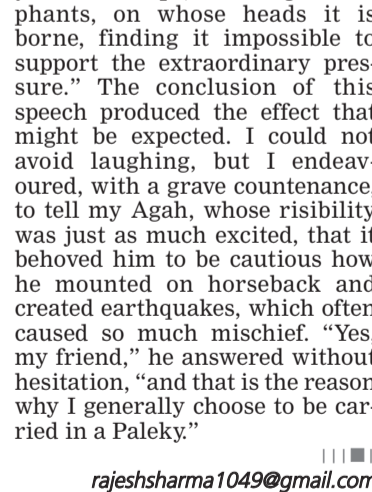 phants, on whose heads it is
borne, finding it impossible to
support the extraordinary pres-
sure.” The conclusion of this
speech produced the effect that
might be expected. I could not
avoid laughing, but I endeav-
oured, with a grave countenance,
to tell my Agah, whose risibility
was just as much excited, that it
behoved him to be cautious how
he mounted on horseback and
created earthquakes, which often
caused so much mischief. “Yes,
my friend,” he answered without
hesitation, “and that is the reason
why I generally choose to be car-
ried in a Paleky.”
rajeshsharma1049@gmail.com